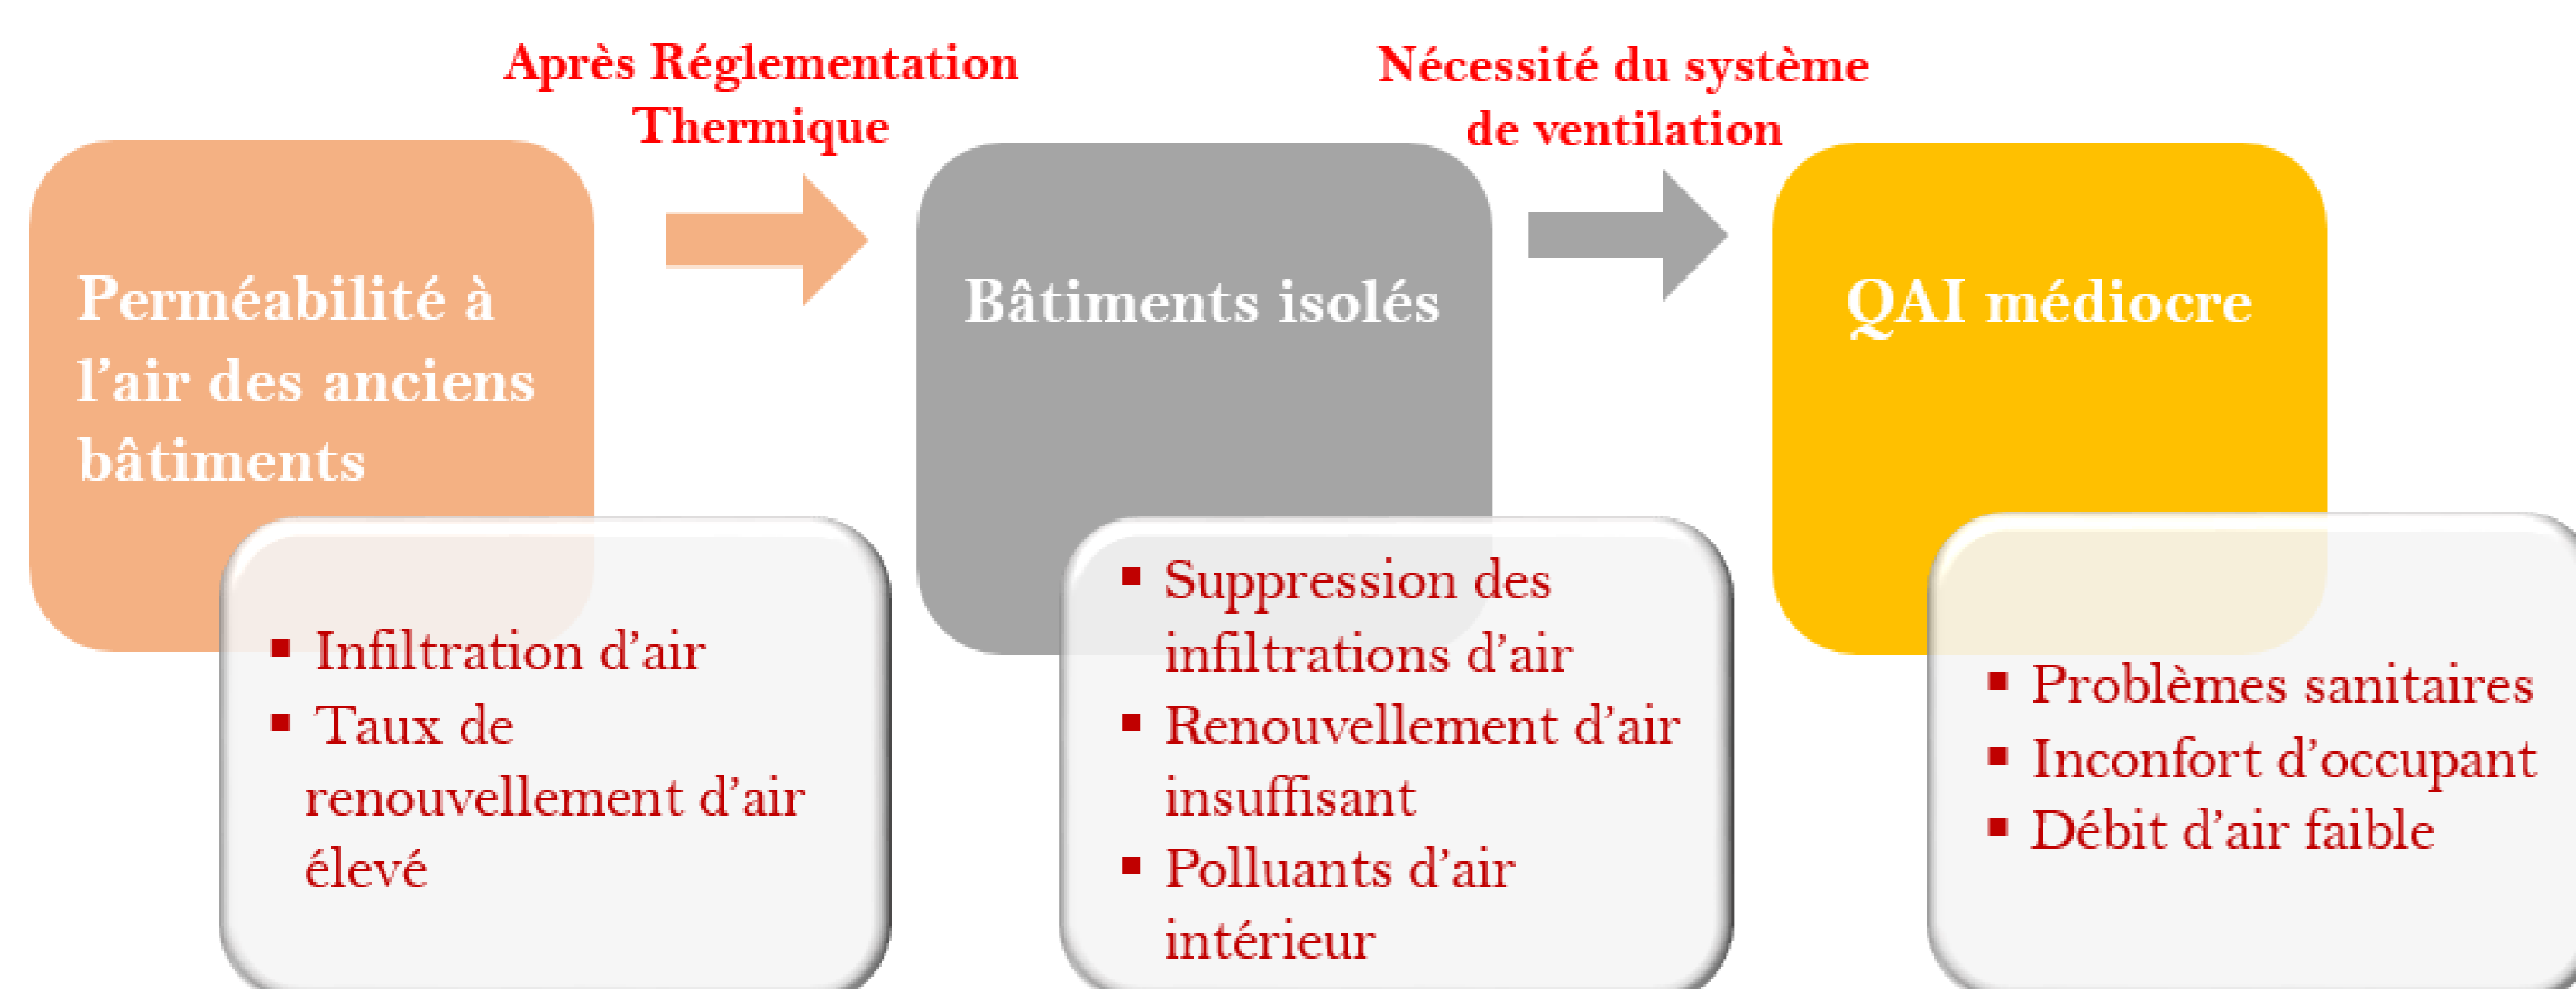 Après Réglementation
Thermique
Nécessité du système
de ventilation
Perméabilité à
l’air des anciens
bâtiments
Bâtiments isolés
QAI médiocre
▪ Infiltration d’air
▪ Taux de
renouvellement d’air
élevé
▪ Suppression des
infiltrations d’air
▪ Renouvellement d’air
insuffisant
▪ Polluants d’air
intérieur
▪ Problèmes sanitaires
▪ Inconfort d’occupant
▪ Débit d’air faible